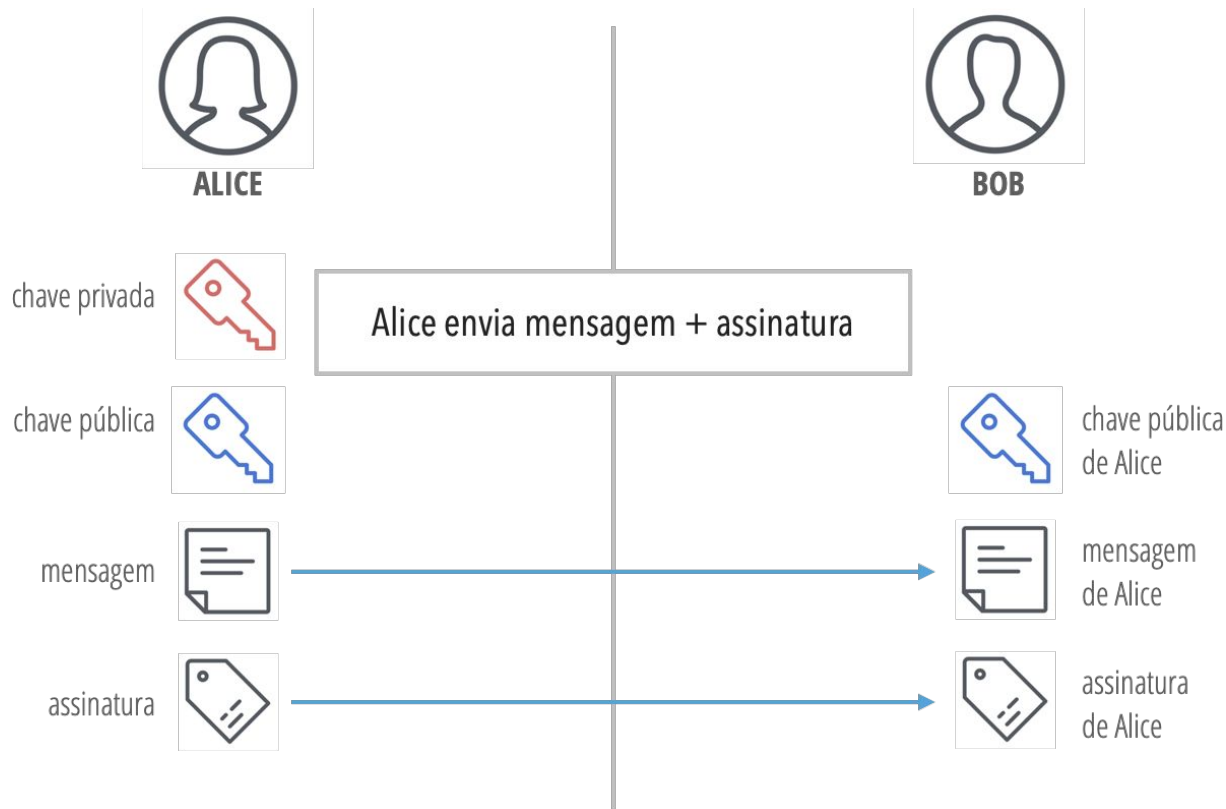 ALICE
BOB
chave privada
Alice envia mensagem + assinatura
chave pública
chave pública
de Alice
mensagem
mensagem
de Alice
assinatura
assinatura
de Alice